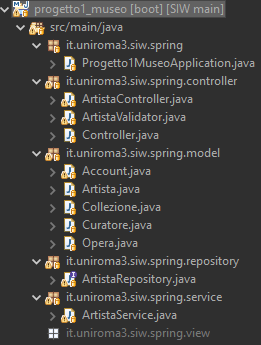 progetto1_museo [boot] [SIW main]
src/main/java
it.uniroma3.siw.spring
Progetto1MuseoApplication.java
it.uniroma3.siw.spring.controller
ArtistaController.java
ArtistaValidator.java
Controller.java
it.uniroma3.siw.spring.model
Account.java
Artista.java
Collezione.java
Curatore.java
Opera.java
it.uniroma3.siw.spring.repository
ArtistaRepository.java
it.uniroma3.siw.spring.service
ArtistaService.java
it.uniroma3.siw.spring.view